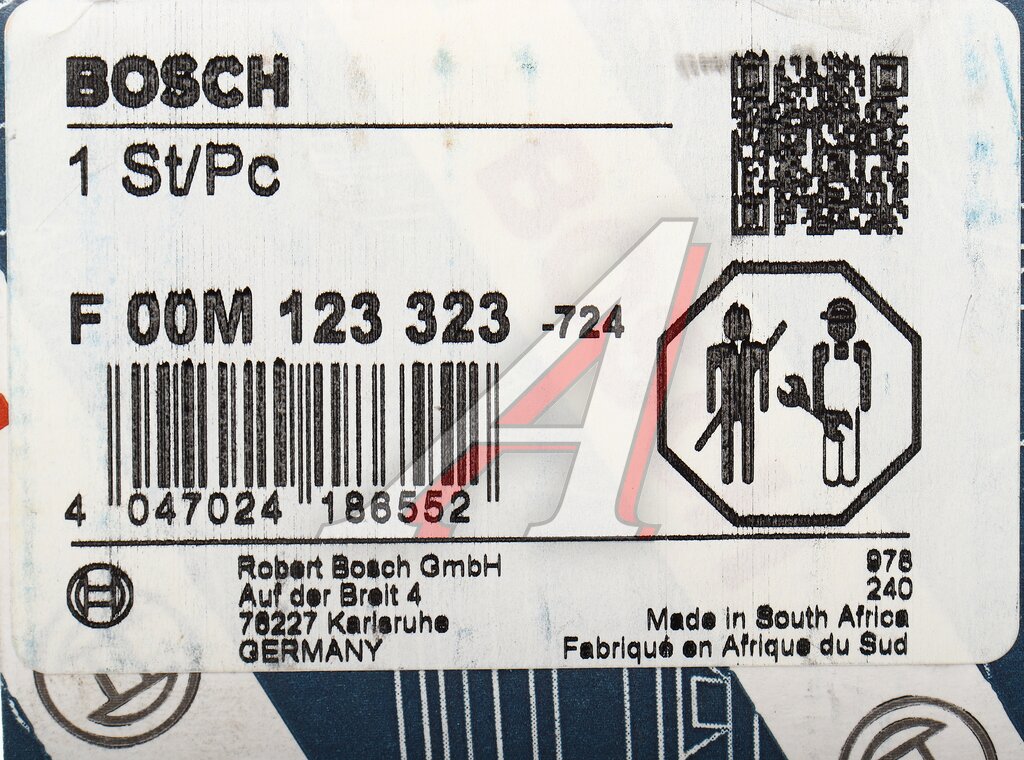 BOSCH
1 St/Pc
F 00M 123 323 -724
4 047024 186552
Robert Bosch GmbH
Auf der Breit 4
76227 Karlsruhe
GERMANY
978
240
Made in South Africa
Fabriqué en Afrique du Sud